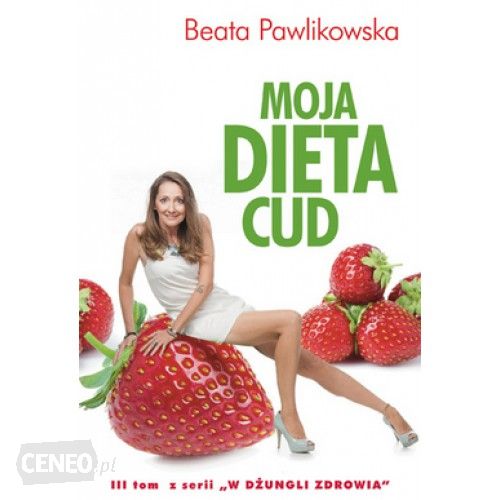 Beata Pawlikowska
MOJA
DIETA
CUD
III tom z serii „W DŻUNGLI ZDROWIA”
CENEO.pl